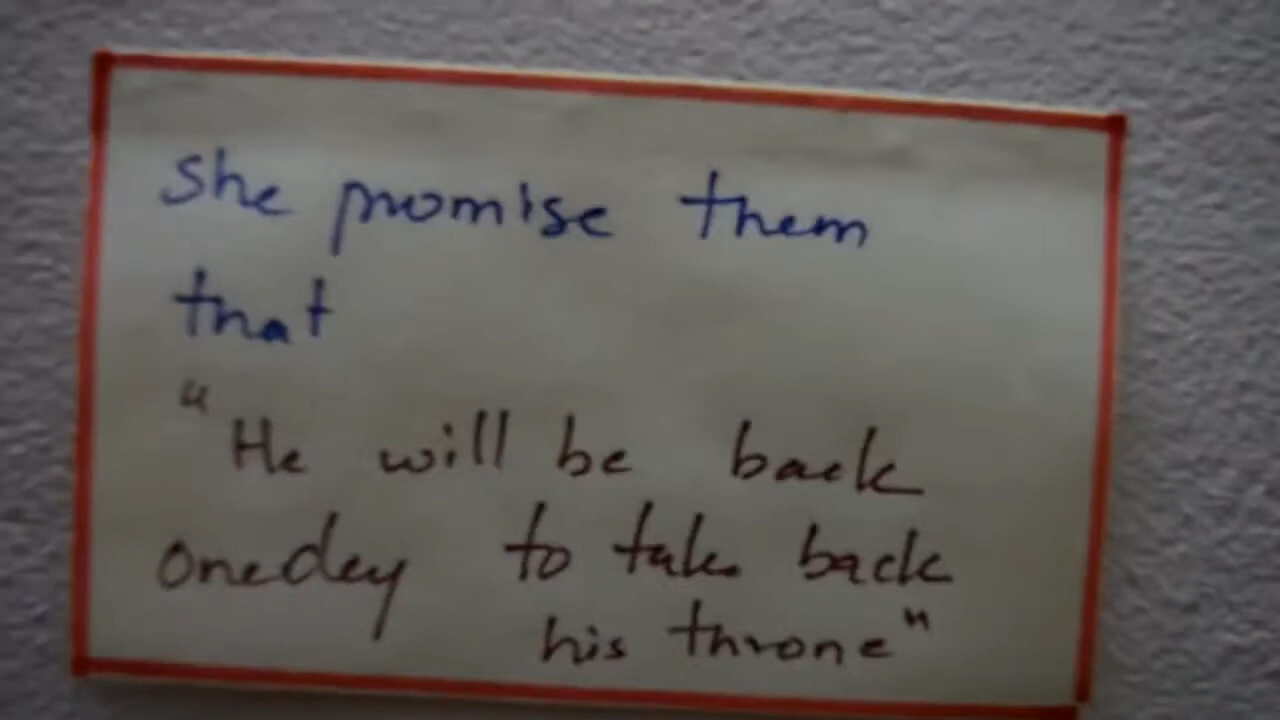 She promise them
that
"He will be back
oneday to take back
his throne"